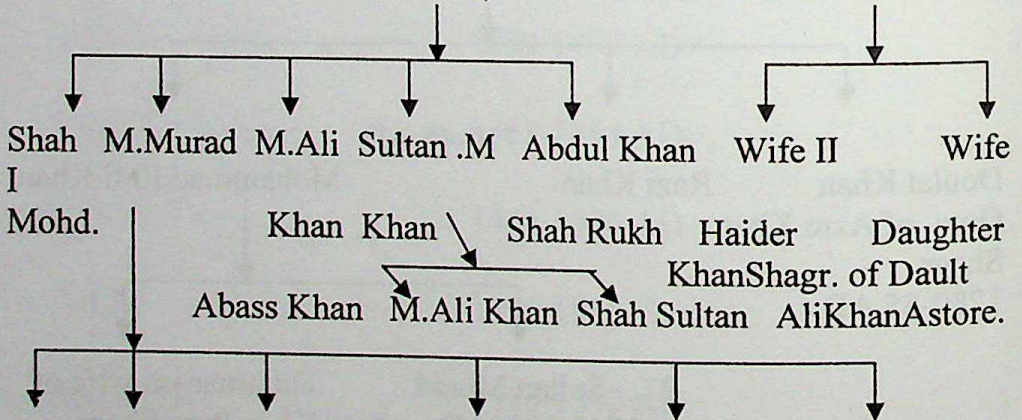 Shah M.Murad M.Ali Sultan .M Abdul Khan Wife II Wife
I
Mohd. Khan Khan Shah Rukh Haider Daughter
KhanShagr. of Dault
Abass Khan M.Ali Khan Shah Sultan AliKhanAstore.